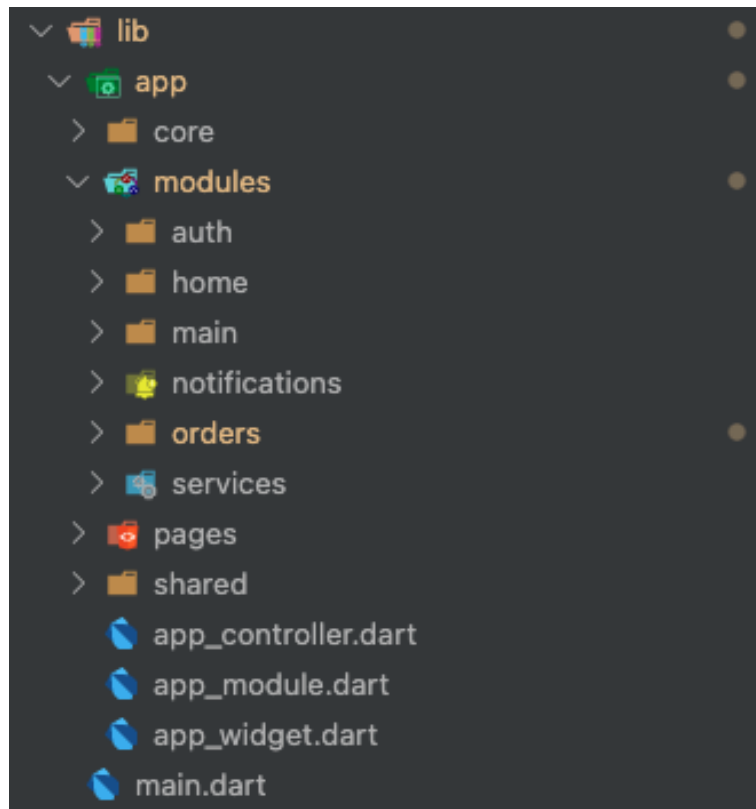 lib
app
core
modules
auth
home
main
notifications
orders
services
pages
shared
app_controller.dart
app_module.dart
app_widget.dart
main.dart